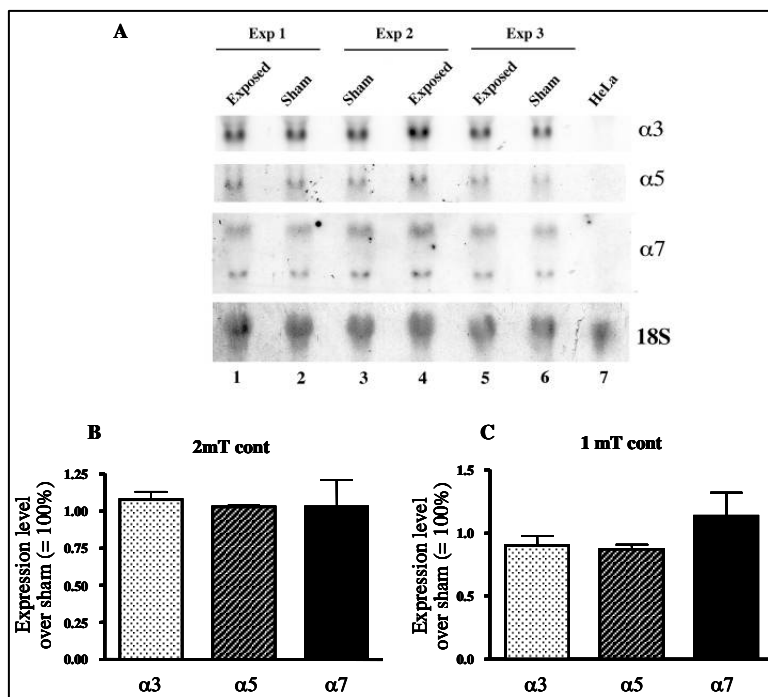 A
Exp 1 Exp 2 Exp 3
Exposed Sham Sham Exposed Exposed Sham HeLa
α3
α5
α7
18S
1 2 3 4 5 6 7
B
2mT cont
Expression level
over sham (= 100%)
1.25
1.00
0.75
0.50
0.25
0.00
α3 α5 α7
C
1 mT cont
Expression level
over sham (= 100%)
1.5
1.0
0.5
0.0
α3 α5 α7